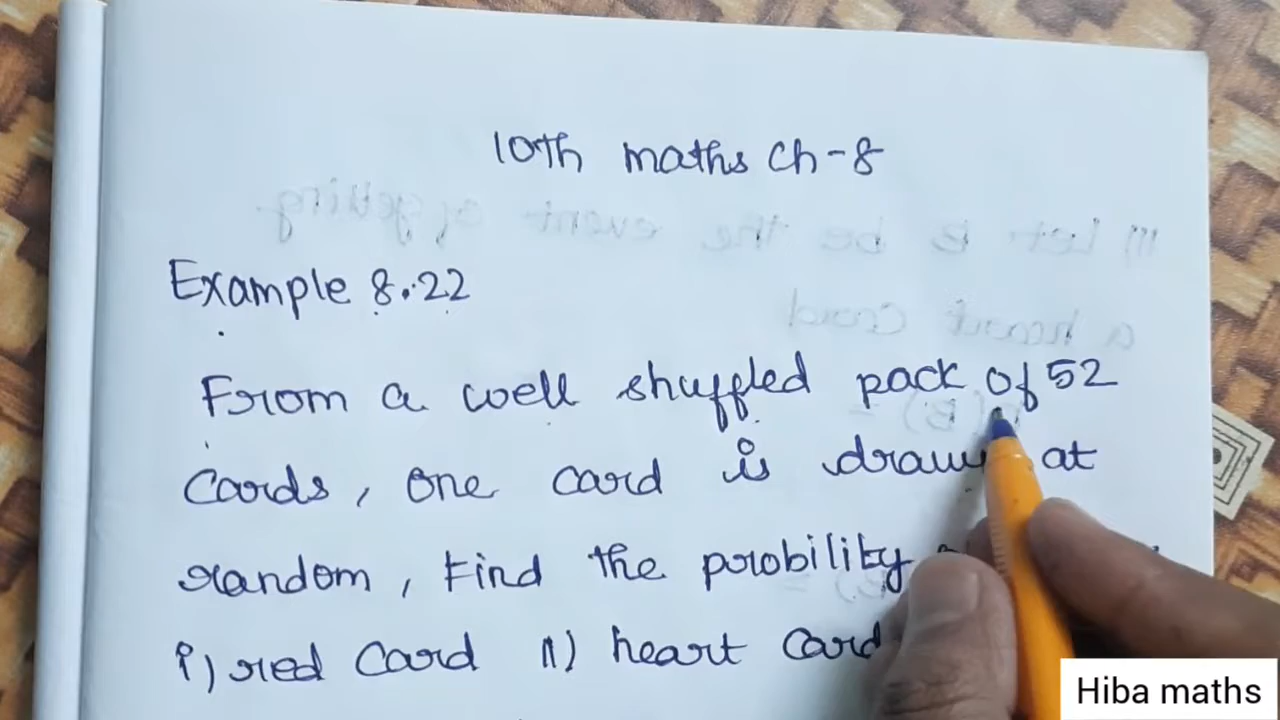 10th maths Ch-8
Example 8.22
From a well shuffled pack of 52
Cards, one card is drawn at
random, Find the probility
i) red Card ii) heart Card
Hiba maths